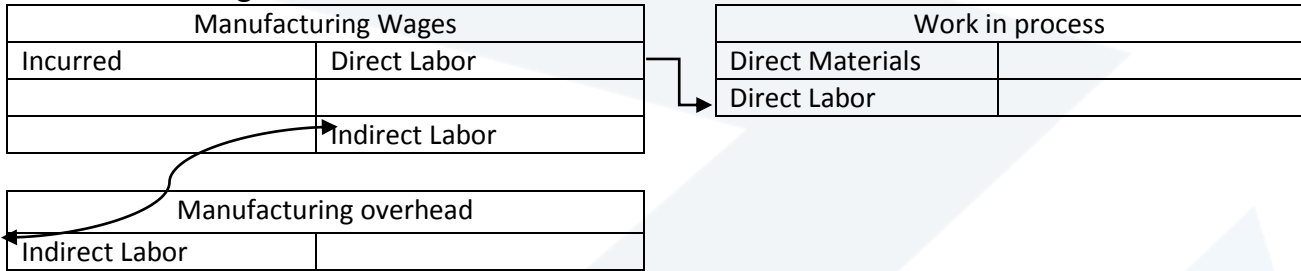 Manufacturing Wages
Incurred Direct Labor
Indirect Labor
Work in process
Direct Materials
Direct Labor
Manufacturing overhead
Indirect Labor